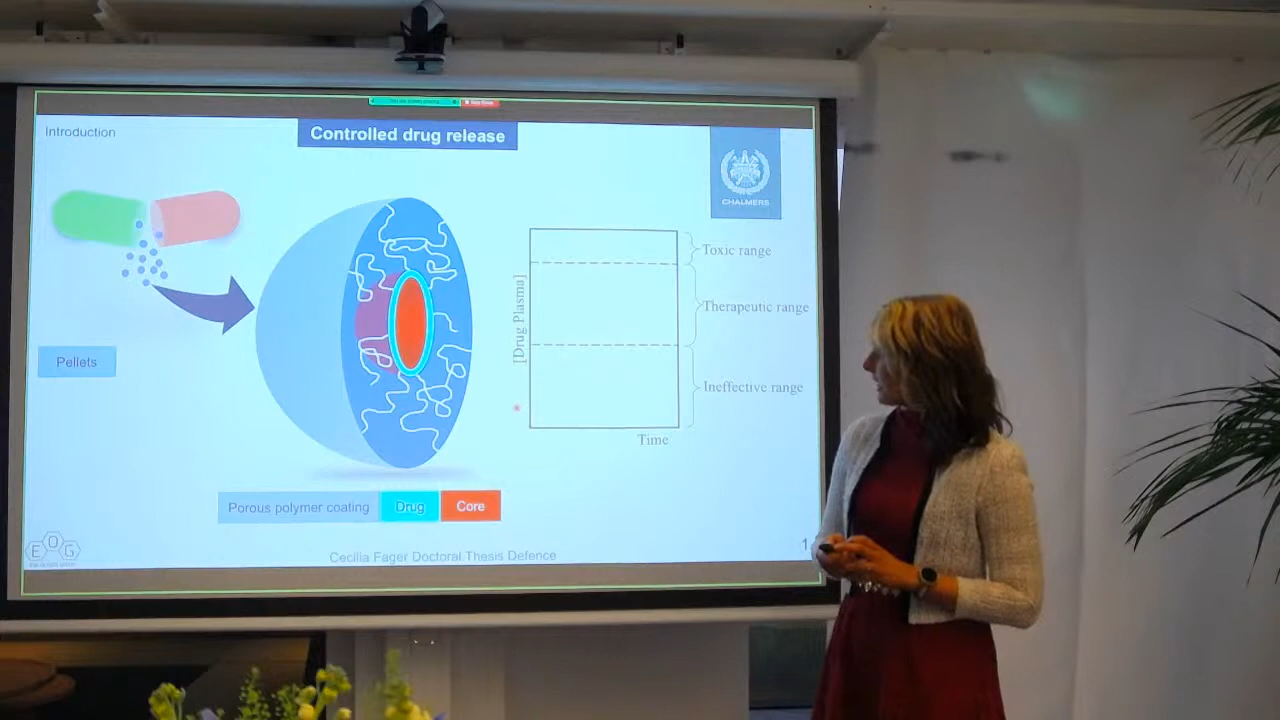 Introduction
Controlled drug release
CHALMERS
Toxic range
Therapeutic range
Ineffective range
[Drug Plasma]
Time
Pellets
Porous polymer coating
Drug
Core
EOG
Cecilia Fager Doctoral Thesis Defence
1